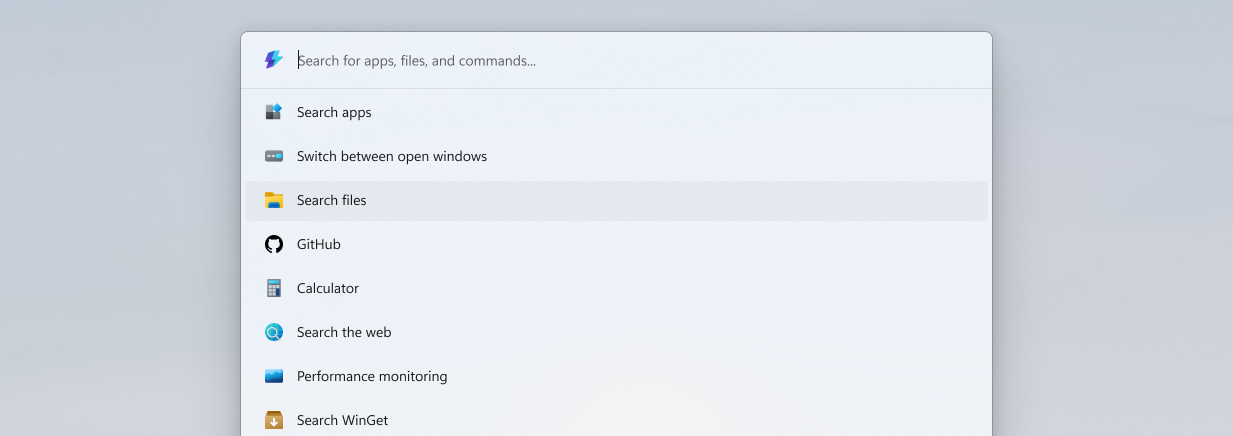 Search for apps, files, and commands...
Search apps
Switch between open windows
Search files
GitHub
Calculator
Search the web
Performance monitoring
Search WinGet